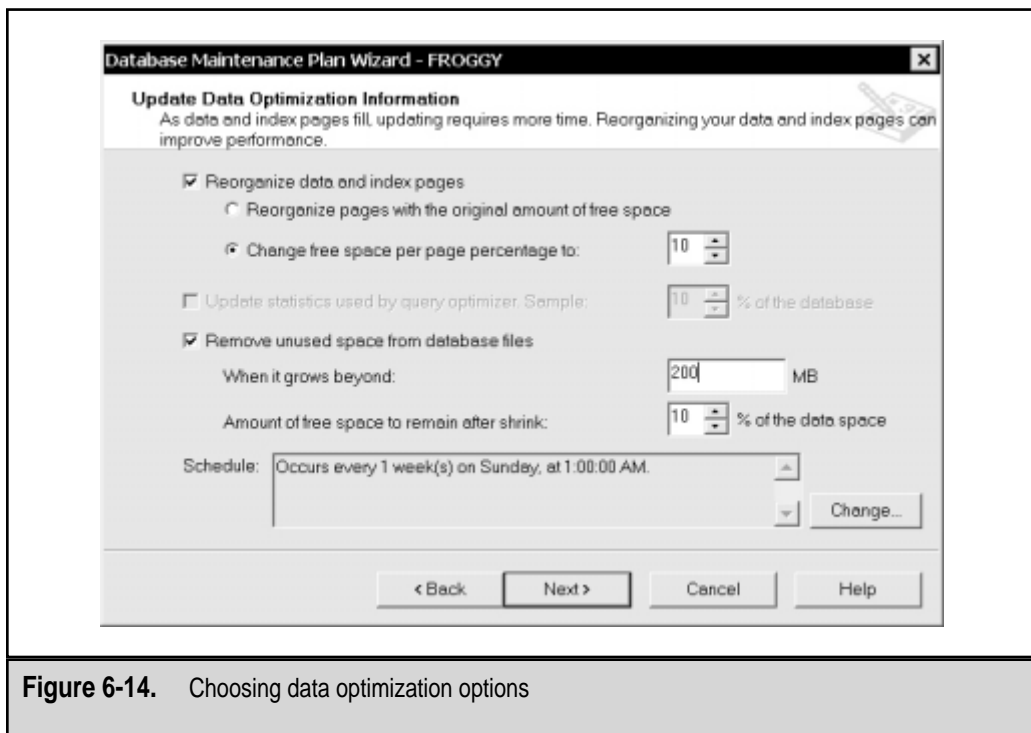 Database Maintenance Plan Wizard - FROGGY
Update Data Optimization Information
As data and index pages fill, updating requires more time. Reorganizing your data and index pages can
improve performance.
Reorganize data and index pages
Reorganize pages with the original amount of free space
Change free space per page percentage to: 10
Update statistics used by query optimizer. Sample: 10 % of the database
Remove unused space from database files
When it grows beyond: 200 MB
Amount of free space to remain after shrink: 10 % of the data space
Schedule: Occurs every 1 week(s) on Sunday, at 1:00:00 AM.
Change...
< Back Next > Cancel Help
Figure 6-14. Choosing data optimization options